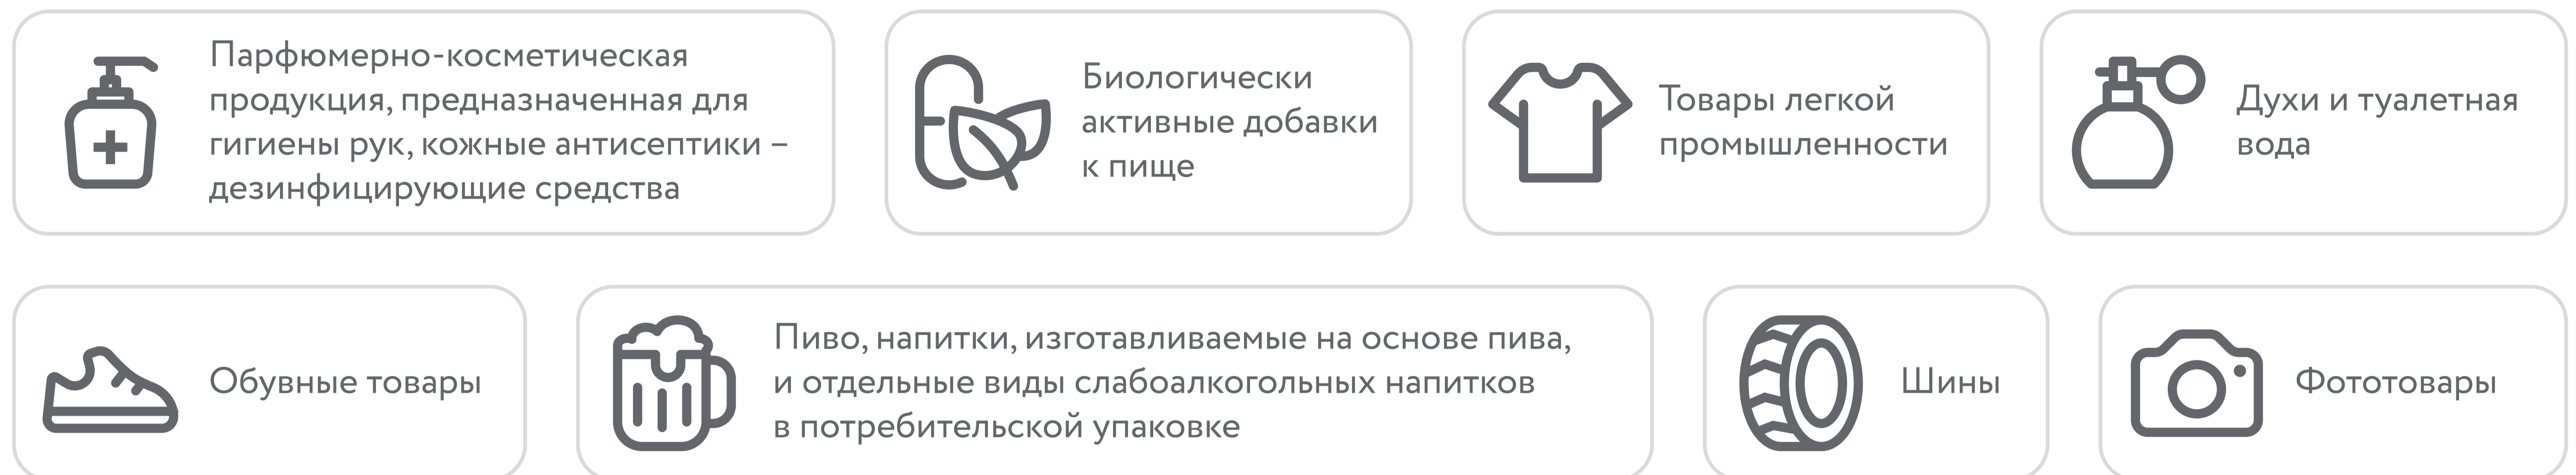 Парфюмерно-косметическая
продукция, предназначенная для
гигиены рук, кожные антисептики –
дезинфицирующие средства
Биологически
активные добавки
к пище
Товары легкой
промышленности
Духи и туалетная
вода
Обувные товары
Пиво, напитки, изготавливаемые на основе пива,
и отдельные виды слабоалкогольных напитков
в потребительской упаковке
Шины
Фототовары